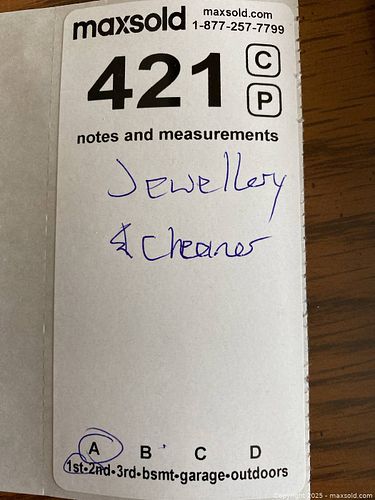 maxsold maxsold.com
1-877-257-7799
421 C
P
notes and measurements
Jewellery
& Cleaner
A B C D
1st•2nd•3rd•bsmt•garage•outdoors
Copyright 2025 - maxsold.com